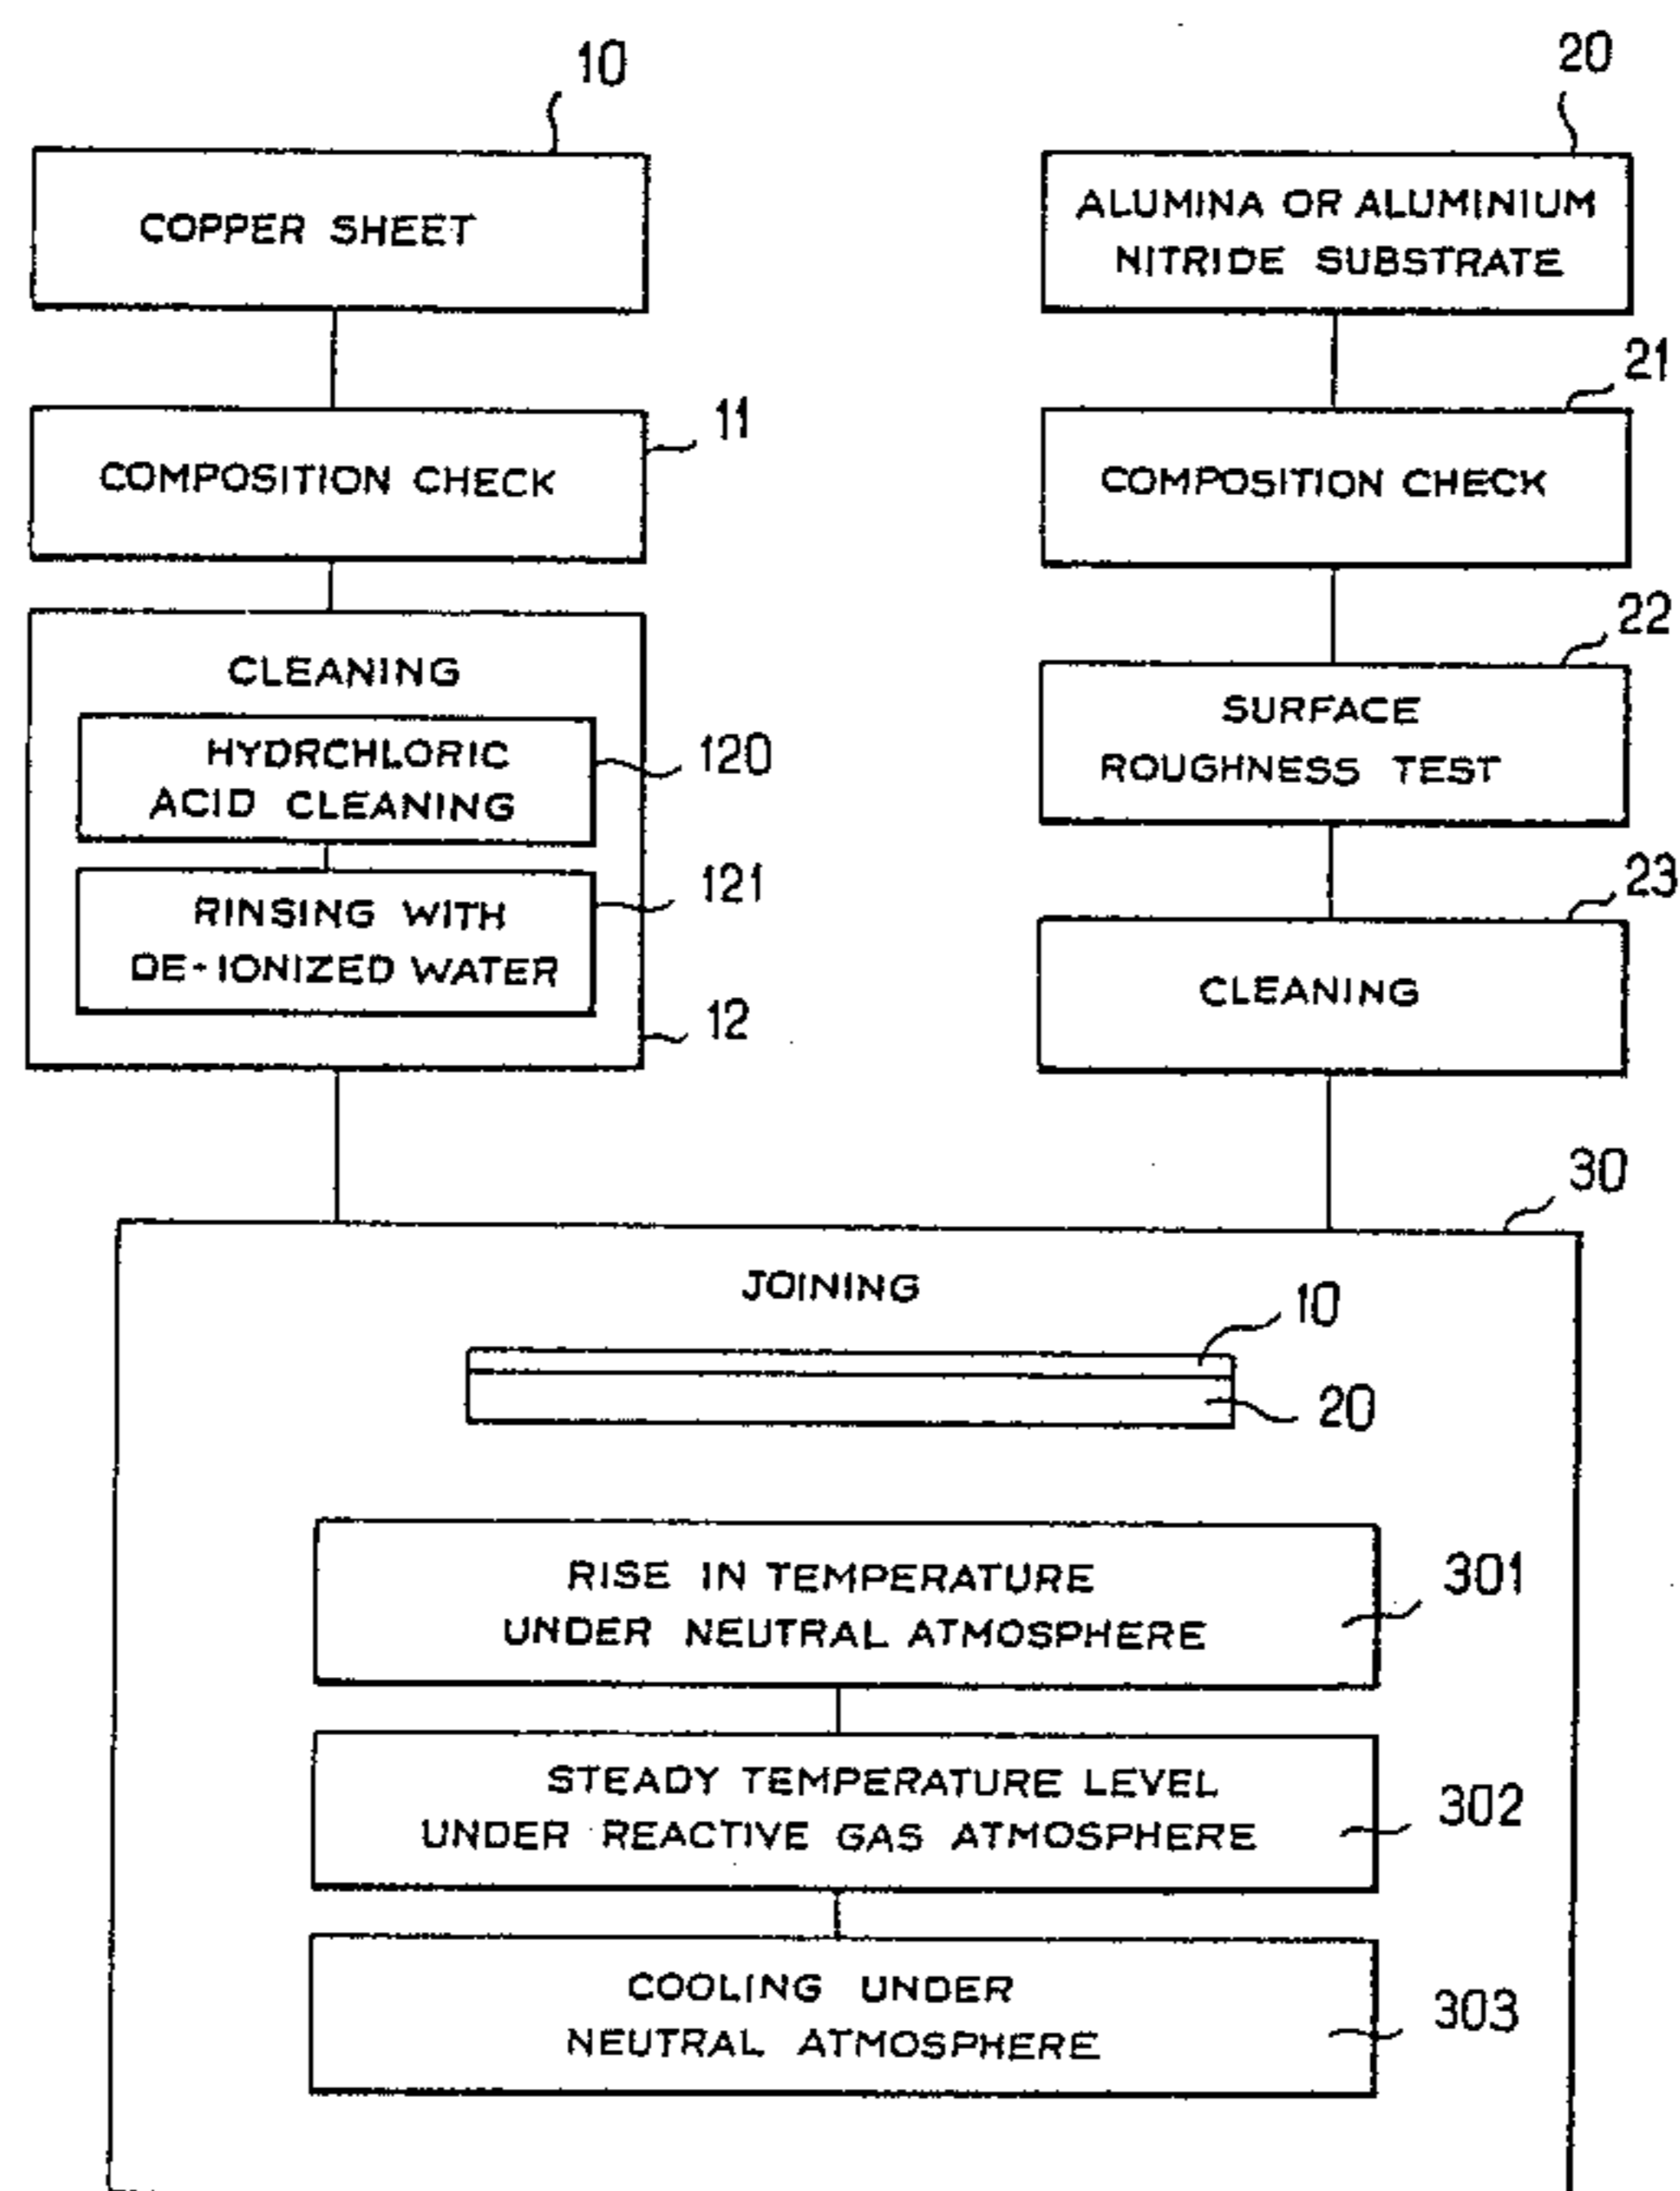 10
COPPER SHEET
11
COMPOSITION CHECK
CLEANING
HYDRCHLORIC
ACID CLEANING
120
RINSING WITH
DE-IONIZED WATER
121
12
20
ALUMINA OR ALUMINIUM
NITRIDE SUBSTRATE
21
COMPOSITION CHECK
22
SURFACE
ROUGHNESS TEST
23
CLEANING
30
JOINING
10
20
RISE IN TEMPERATURE
UNDER NEUTRAL ATMOSPHERE
301
STEADY TEMPERATURE LEVEL
UNDER REACTIVE GAS ATMOSPHERE
302
COOLING UNDER
NEUTRAL ATMOSPHERE
303